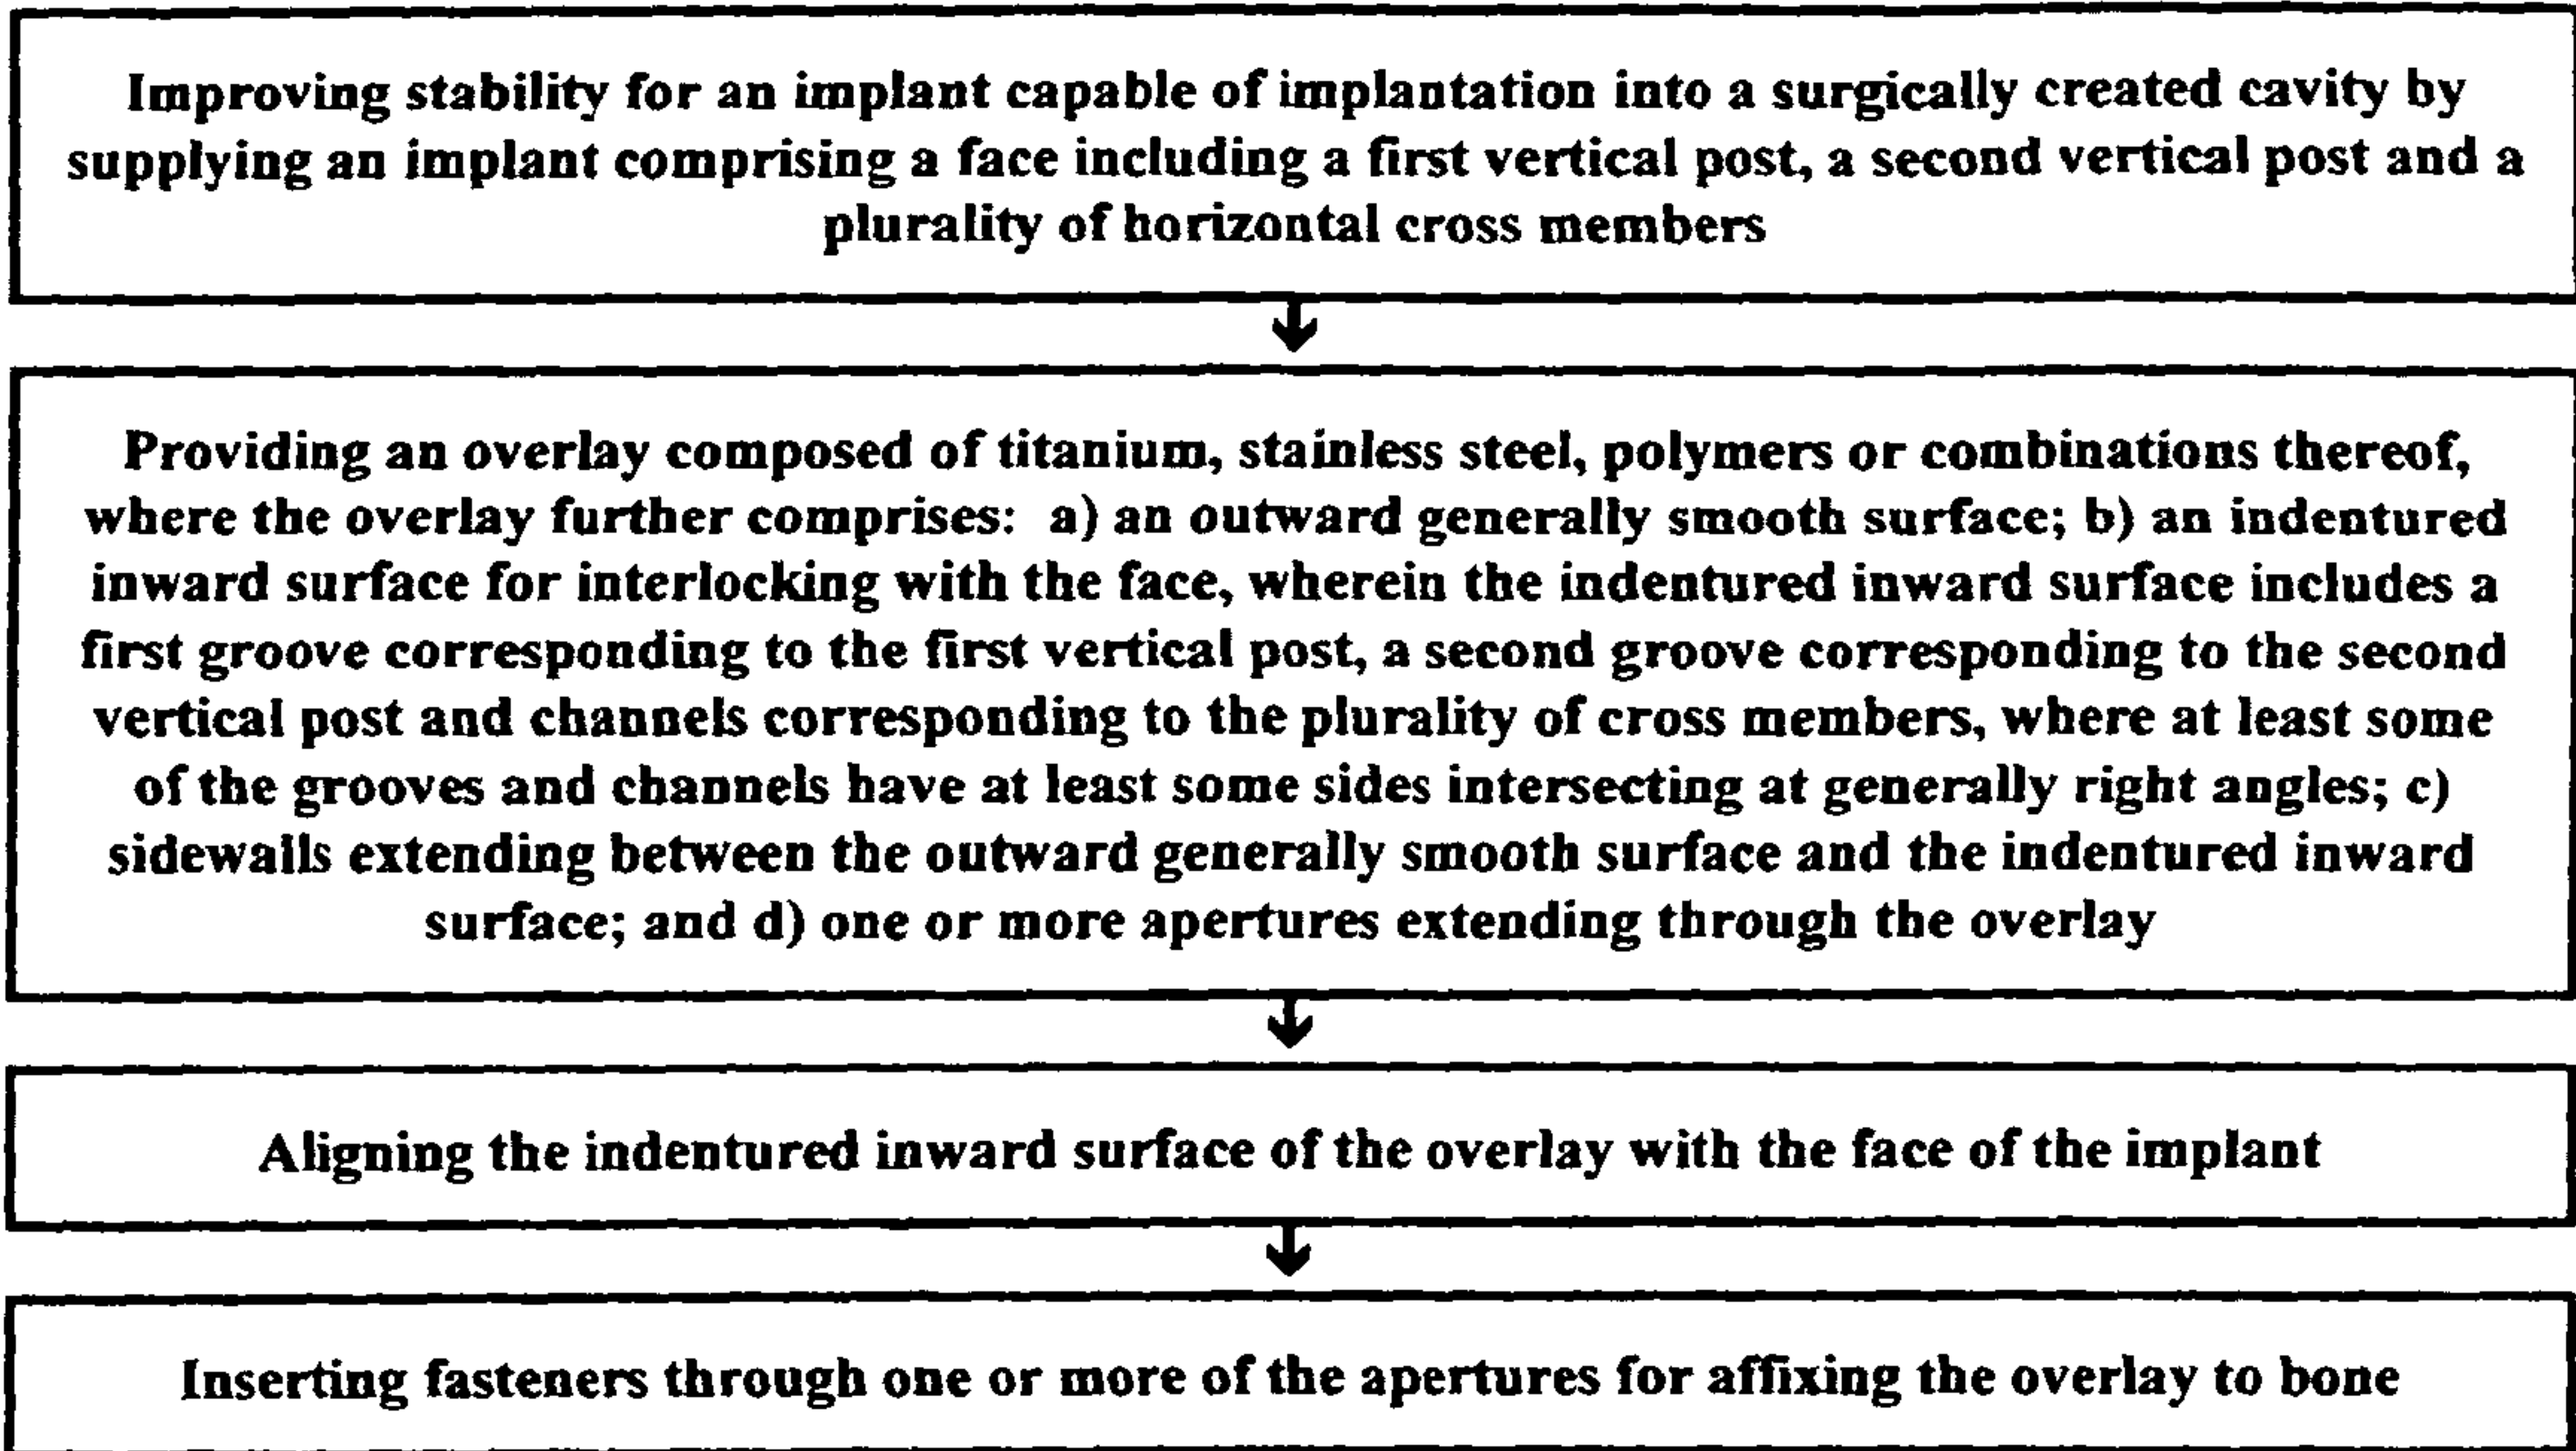 Improving stability for an implant capable of implantation into a surgically created cavity by
supplying an implant comprising a face including a first vertical post, a second vertical post and a
plurality of horizontal cross members
Providing an overlay composed of titanium, stainless steel, polymers or combinations thereof,
where the overlay further comprises: a) an outward generally smooth surface; b) an indentured
inward surface for interlocking with the face, wherein the indentured inward surface includes a
first groove corresponding to the first vertical post, a second groove corresponding to the second
vertical post and channels corresponding to the plurality of cross members, where at least some
of the grooves and channels have at least some sides intersecting at generally right angles; c)
sidewalls extending between the outward generally smooth surface and the indentured inward
surface; and d) one or more apertures extending through the overlay
Aligning the indentured inward surface of the overlay with the face of the implant
Inserting fasteners through one or more of the apertures for affixing the overlay to bone